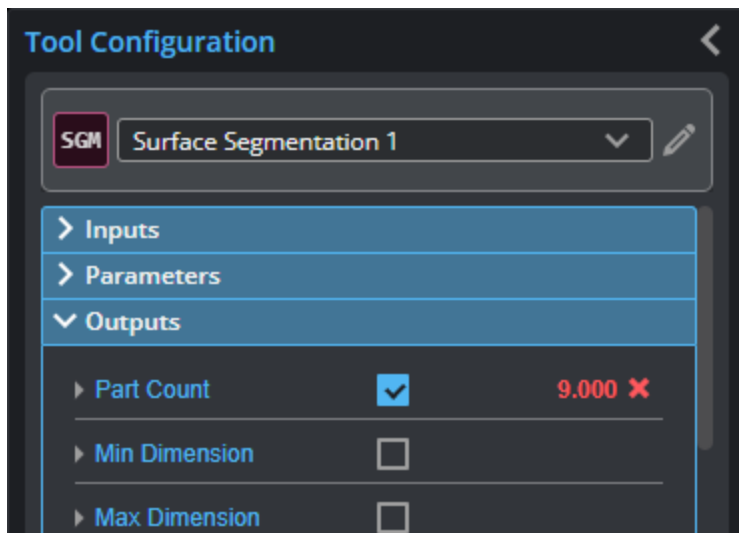 Tool Configuration
SGM Surface Segmentation 1
Inputs
Parameters
Outputs
Part Count 9.000
Min Dimension
Max Dimension